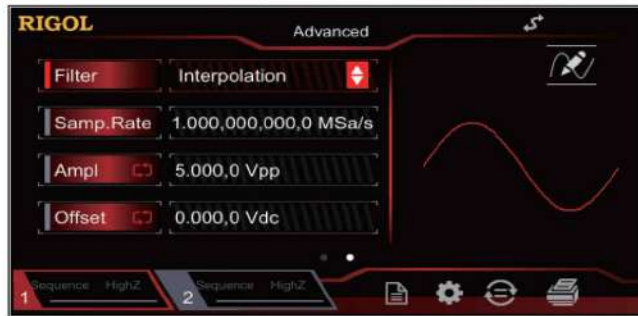 RIGOL Advanced
Filter Interpolation
Samp.Rate 1.000,000,000,0 MSa/s
Ampl 5.000,0 Vpp
Offset 0.000,0 Vdc
1 Sequence HighZ 2 Sequence HighZ